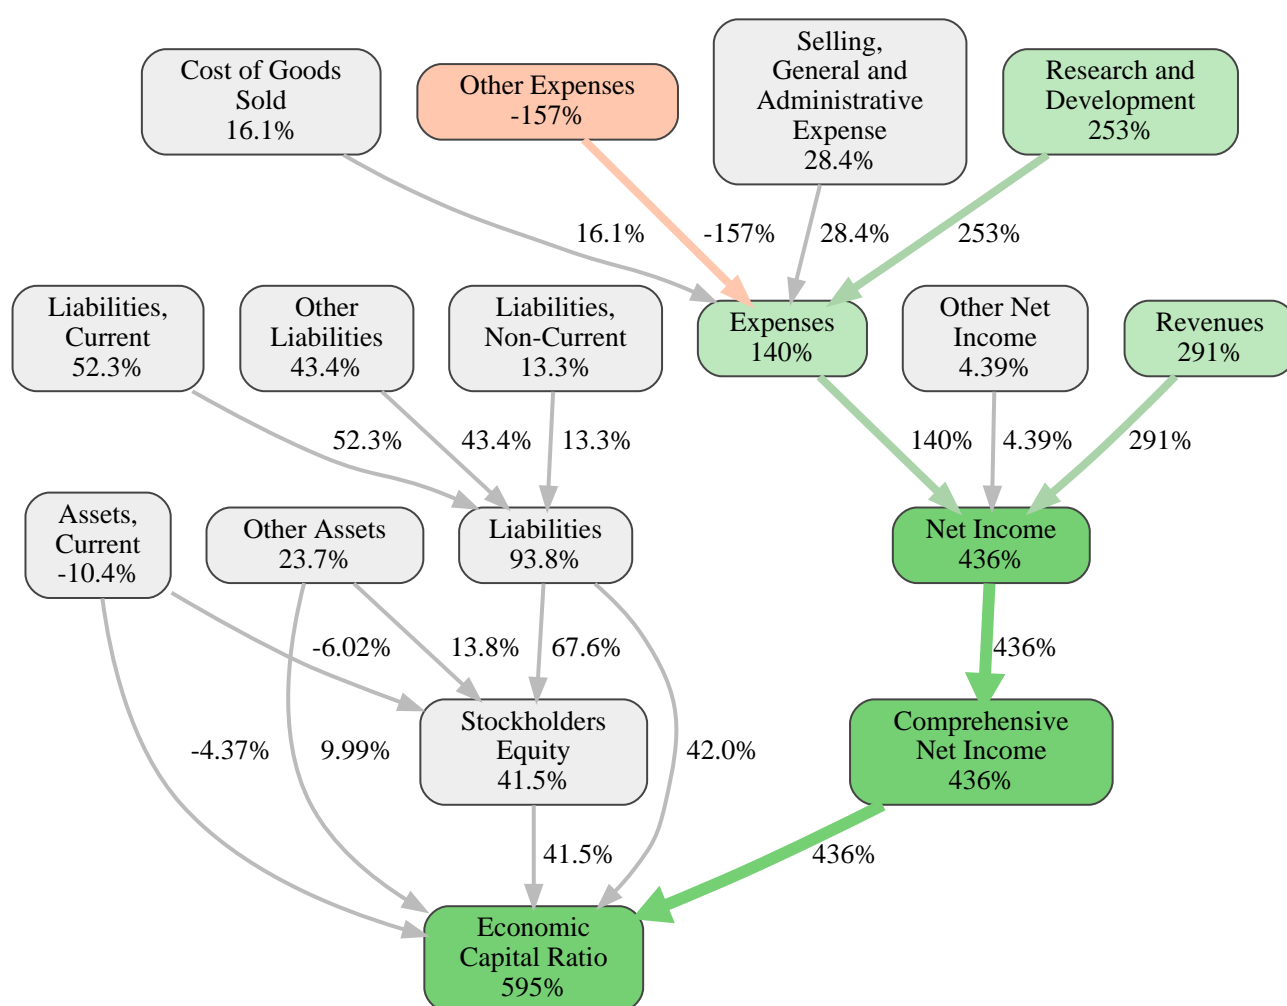 Cost of Goods
Sold
16.1%
Other Expenses
-157%
Selling,
General and
Administrative
Expense
28.4%
Research and
Development
253%
16.1%
-157%
28.4%
253%
Liabilities,
Current
52.3%
Other
Liabilities
43.4%
Liabilities,
Non-Current
13.3%
Expenses
140%
Other Net
Income
4.39%
Revenues
291%
52.3%
43.4%
13.3%
140%
4.39%
291%
Assets,
Current
-10.4%
Other Assets
23.7%
Liabilities
93.8%
Net Income
436%
-6.02%
13.8%
67.6%
436%
Stockholders
Equity
41.5%
Comprehensive
Net Income
436%
-4.37%
9.99%
42.0%
41.5%
436%
Economic
Capital Ratio
595%